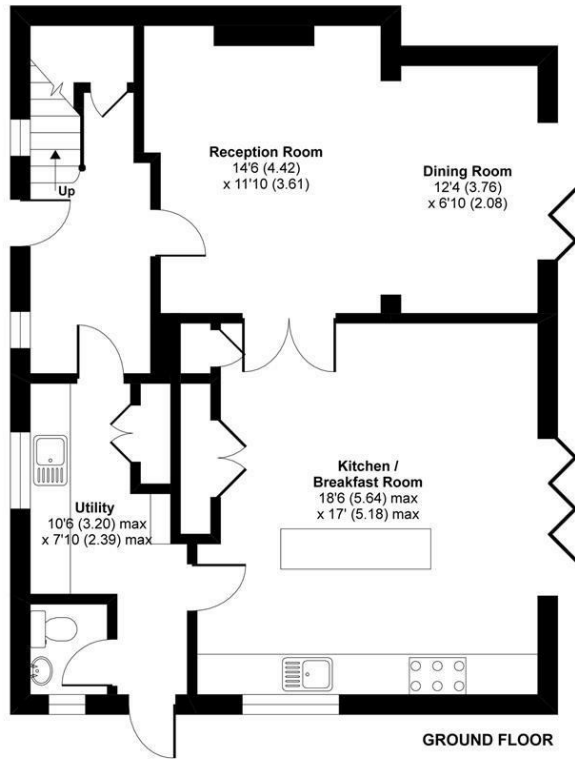 Reception Room
14'6 (4.42)
x 11'10 (3.61)
Dining Room
12'4 (3.76)
x 6'10 (2.08)
Up
Kitchen /
Breakfast Room
18'6 (5.64) max
x 17' (5.18) max
Utility
10'6 (3.20) max
x 7'10 (2.39) max
GROUND FLOOR